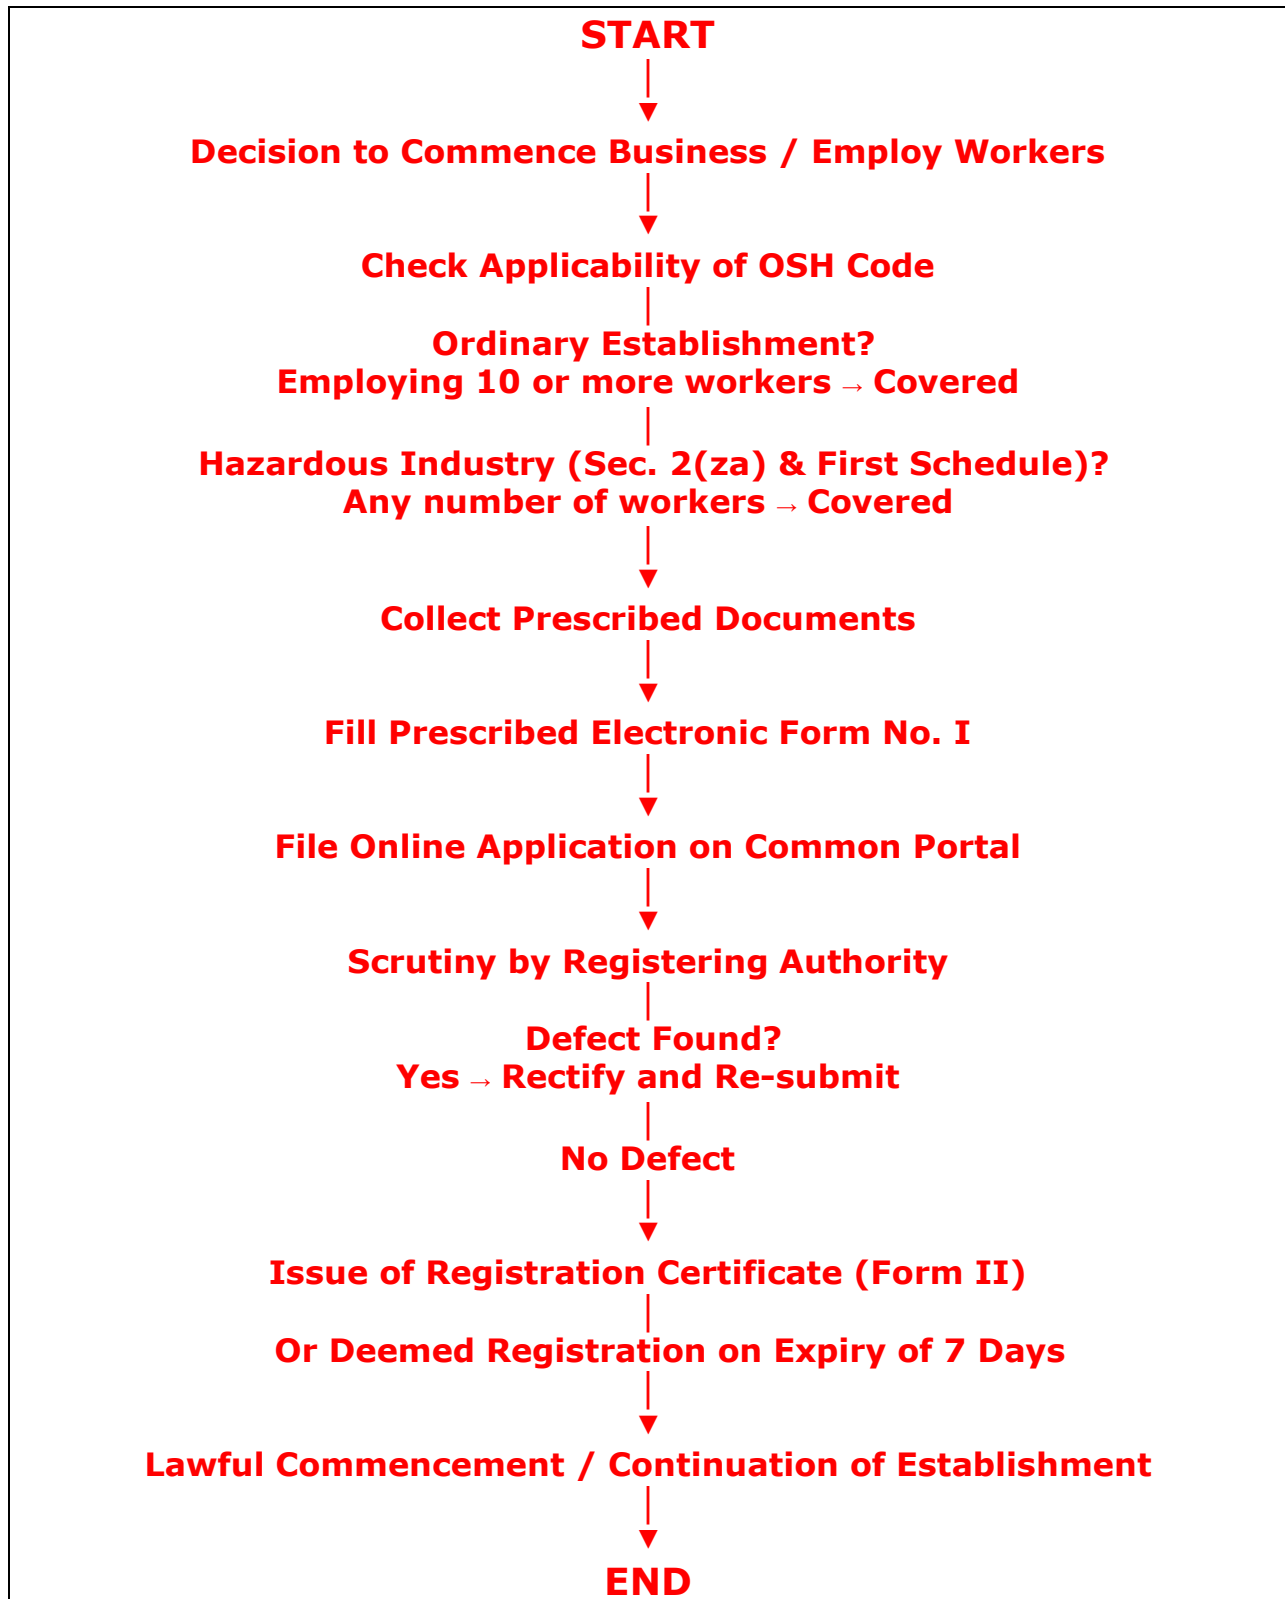 START
Decision to Commence Business / Employ Workers
Check Applicability of OSH Code
Ordinary Establishment?
Employing 10 or more workers → Covered
Hazardous Industry (Sec. 2(za) & First Schedule)?
Any number of workers → Covered
Collect Prescribed Documents
Fill Prescribed Electronic Form No. I
File Online Application on Common Portal
Scrutiny by Registering Authority
Defect Found?
Yes → Rectify and Re-submit
No Defect
Issue of Registration Certificate (Form II)
Or Deemed Registration on Expiry of 7 Days
Lawful Commencement / Continuation of Establishment
END